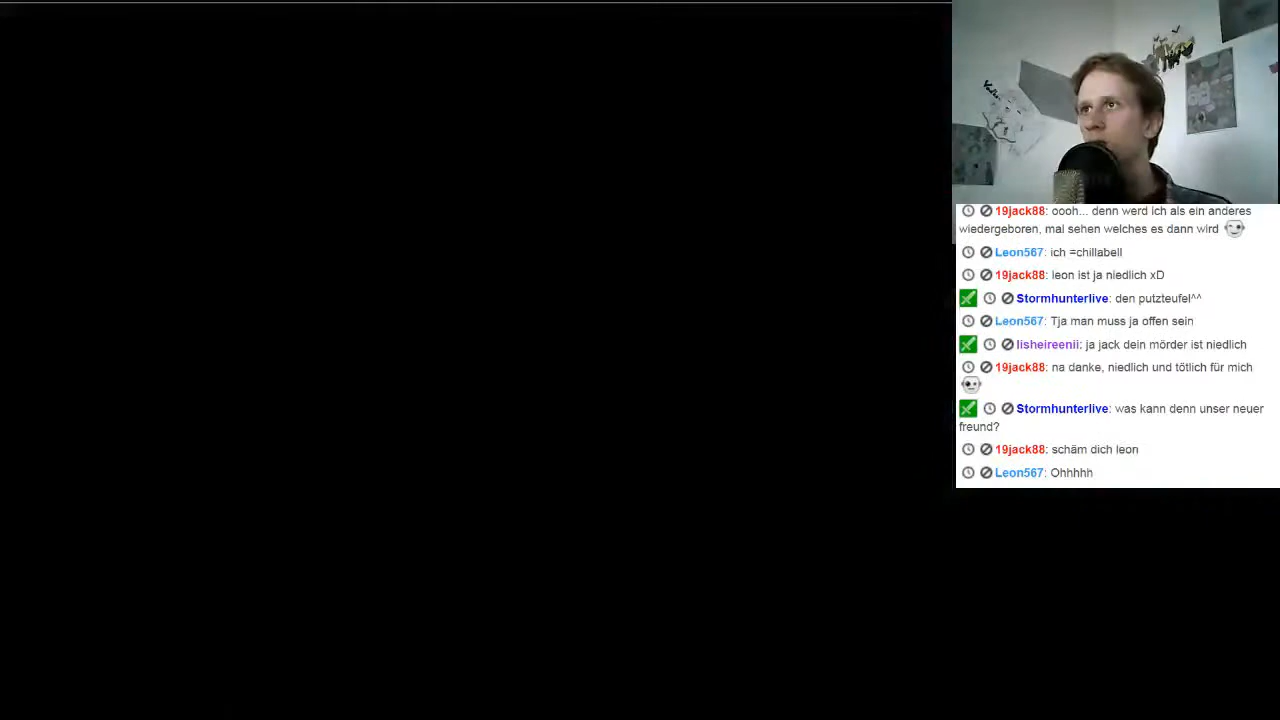 19jack88: oooh... denn werd ich als ein anderes
wiedergeboren, mal sehen welches es dann wird
Leon567: ich =chillabell
19jack88: leon ist ja niedlich xD
Stormhunterlive: den putzteufel^^
Leon567: Tja man muss ja offen sein
lisheireenii: ja jack dein mörder ist niedlich
19jack88: na danke, niedlich und tötlich für mich
Stormhunterlive: was kann denn unser neuer
freund?
19jack88: schäm dich leon
Leon567: Ohhhhh